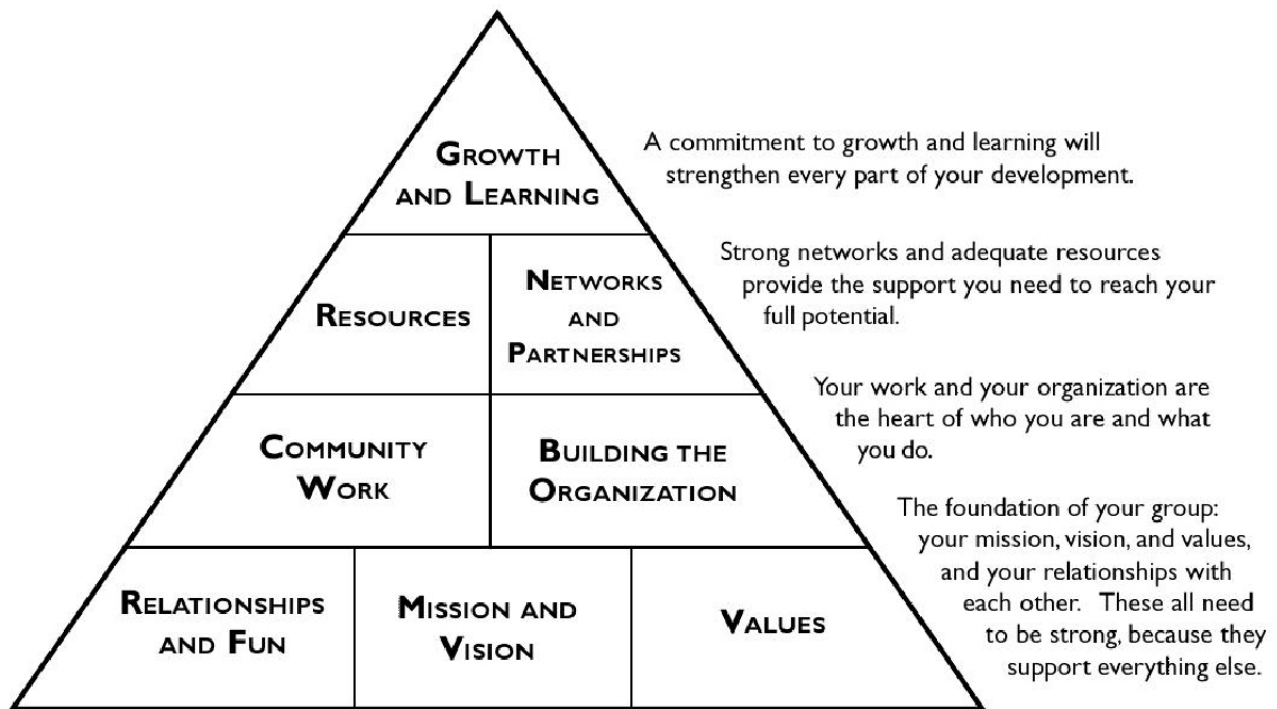 GROWTH
AND LEARNING
A commitment to growth and learning will
strengthen every part of your development.
RESOURCES
NETWORKS
AND
PARTNERSHIPS
Strong networks and adequate resources
provide the support you need to reach your
full potential.
COMMUNITY
WORK
BUILDING THE
ORGANIZATION
Your work and your organization are
the heart of who you are and what
you do.
RELATIONSHIPS
AND FUN
MISSION AND
VISION
VALUES
The foundation of your group:
your mission, vision, and values,
and your relationships with
each other. These all need
to be strong, because they
support everything else.